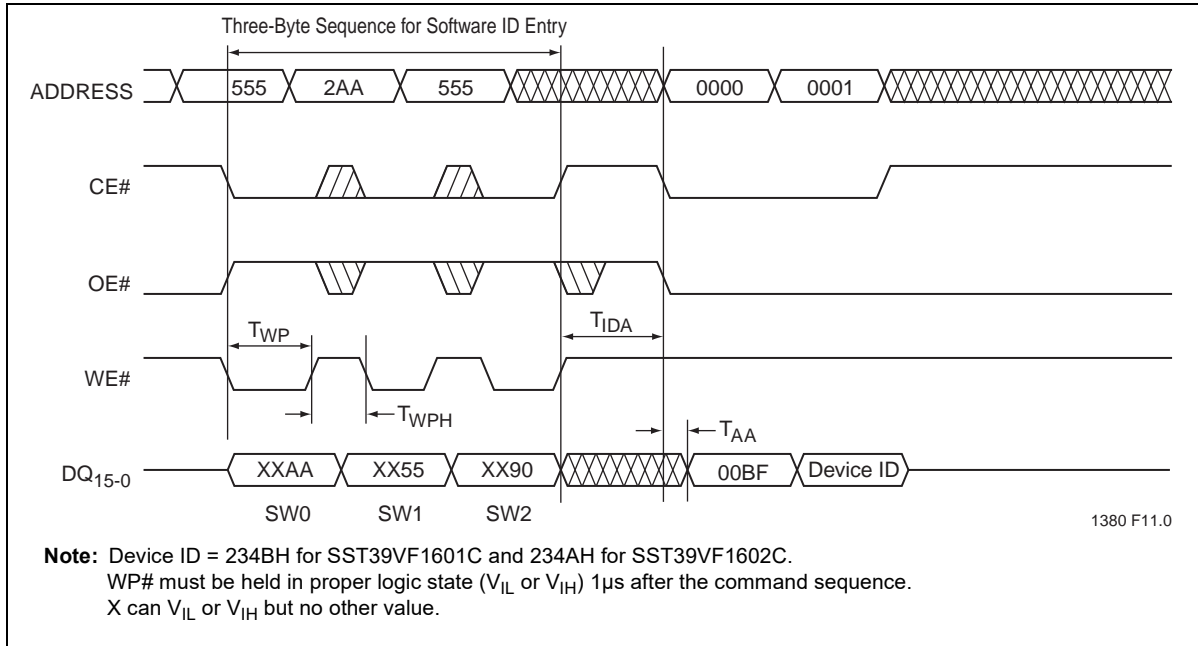 Three-Byte Sequence for Software ID Entry
ADDRESS 555 2AA 555 0000 0001
CE#
OE#
TWP TIDA
WE#
TWPH
TAA
DQ15-0 XXAA XX55 XX90 00BF Device ID
SW0 SW1 SW2
1380 F11.0
Note: Device ID = 234BH for SST39VF1601C and 234AH for SST39VF1602C.
WP# must be held in proper logic state (VIL or VIH) 1µs after the command sequence.
X can VIL or VIH but no other value.